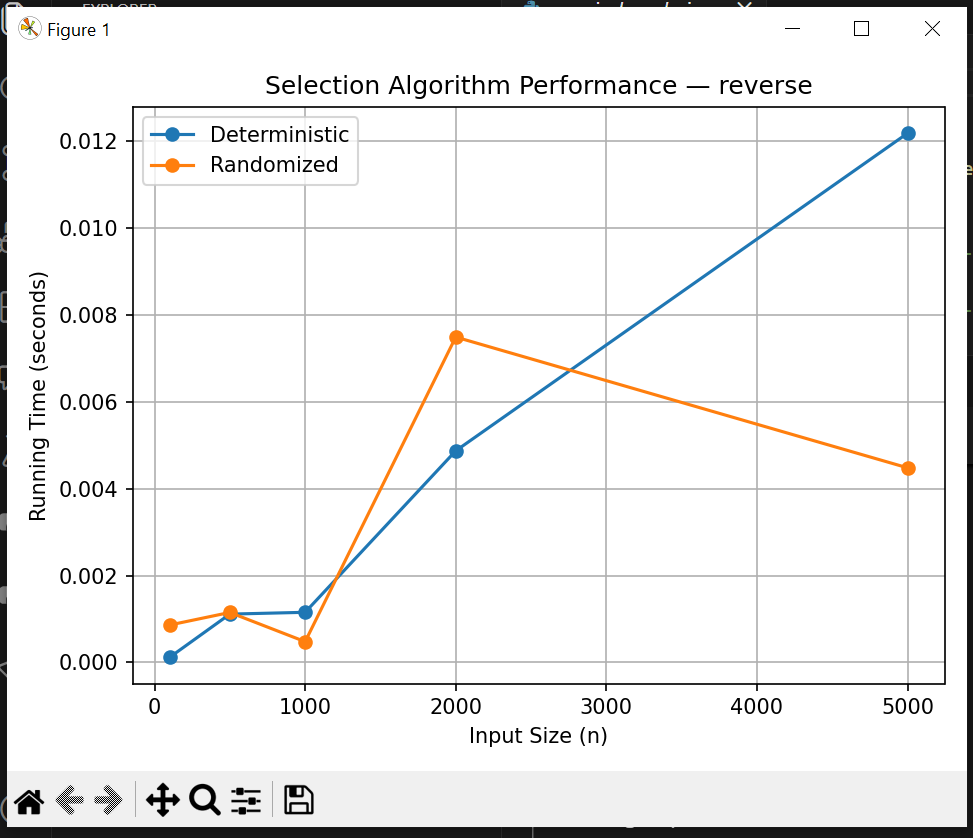 EXPLORER
Figure 1
Selection Algorithm Performance — reverse
Deterministic
Randomized
0.012
0.010
0.008
0.006
0.004
0.002
0.000
Running Time (seconds)
0 1000 2000 3000 4000 5000
Input Size (n)